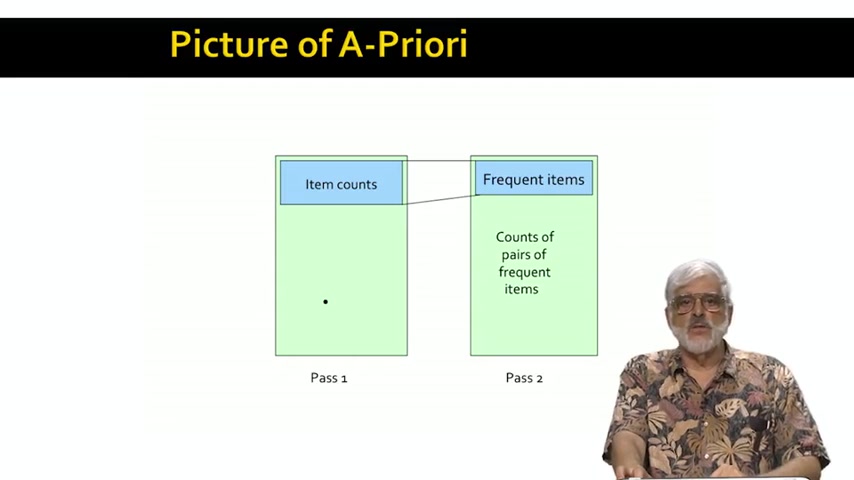 Picture of A-Priori
Item counts
Frequent items
Counts of
pairs of
frequent
items
Pass 1
Pass 2